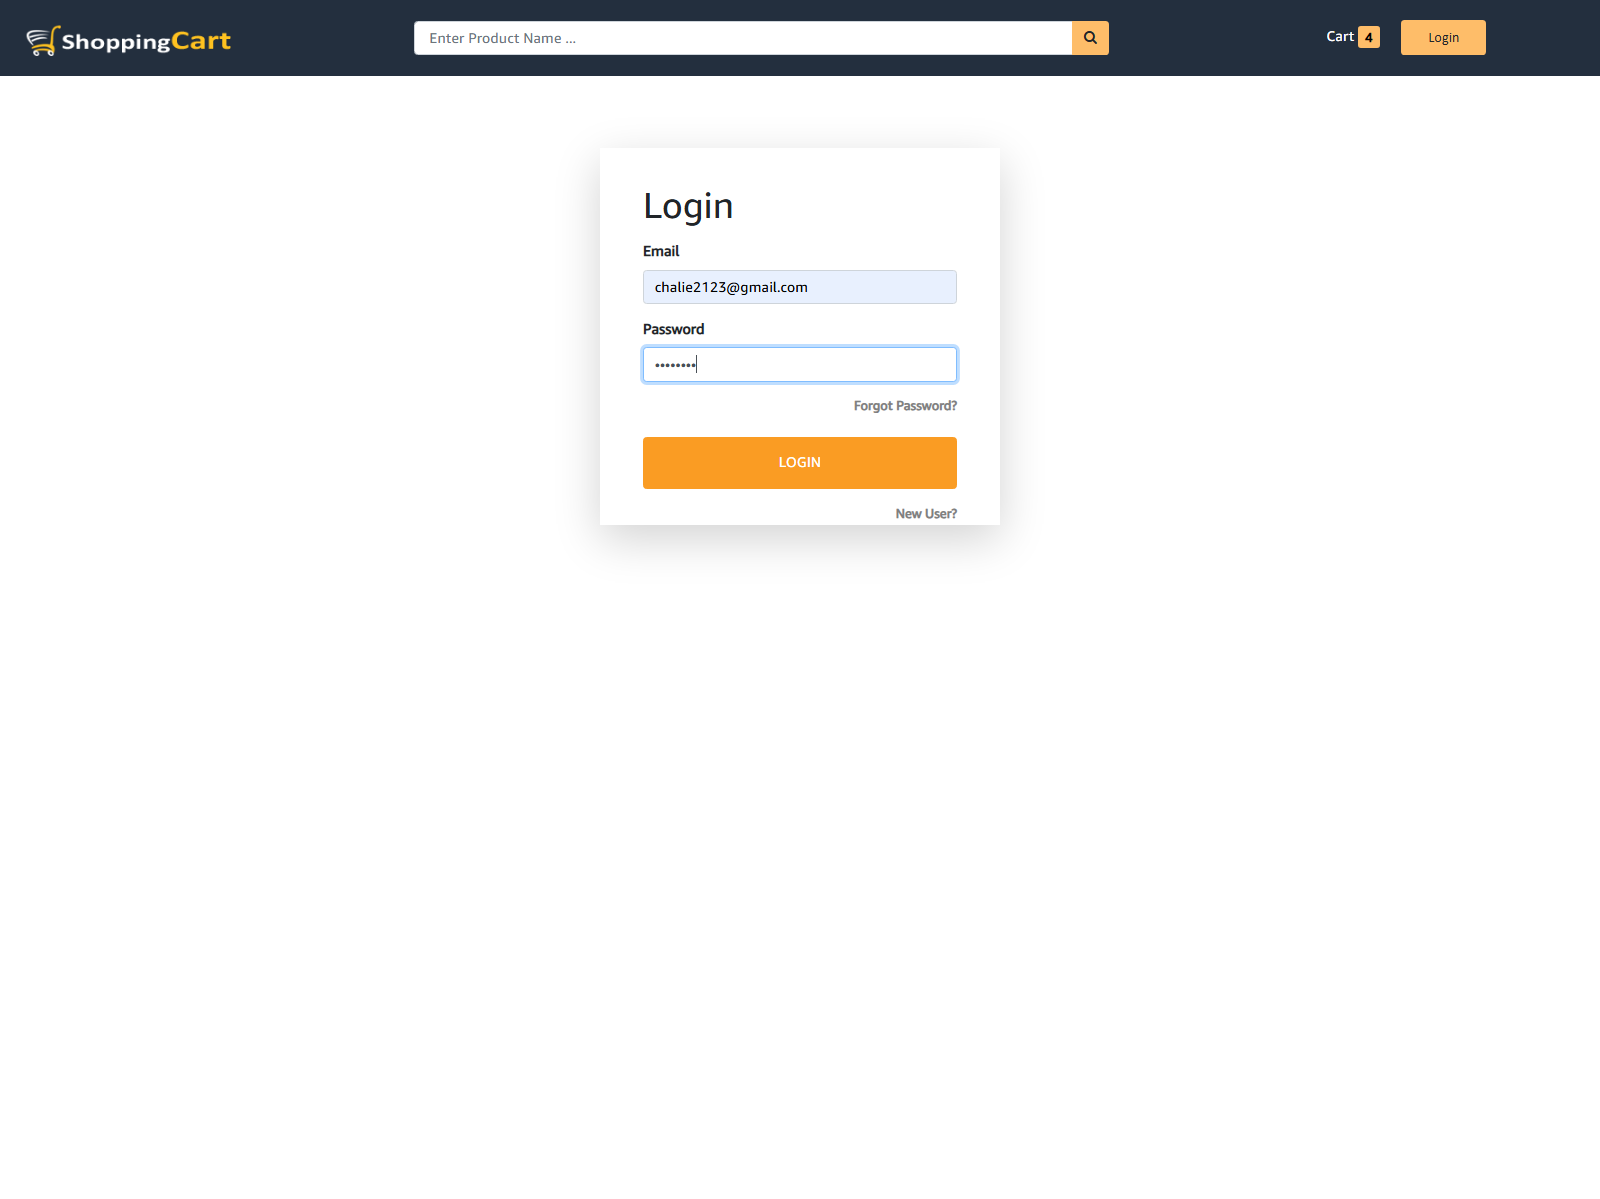 ShoppingCart
Enter Product Name ...
Cart 4
Login
Login
Email
chalie2123@gmail.com
Password
••••••••
Forgot Password?
LOGIN
New User?